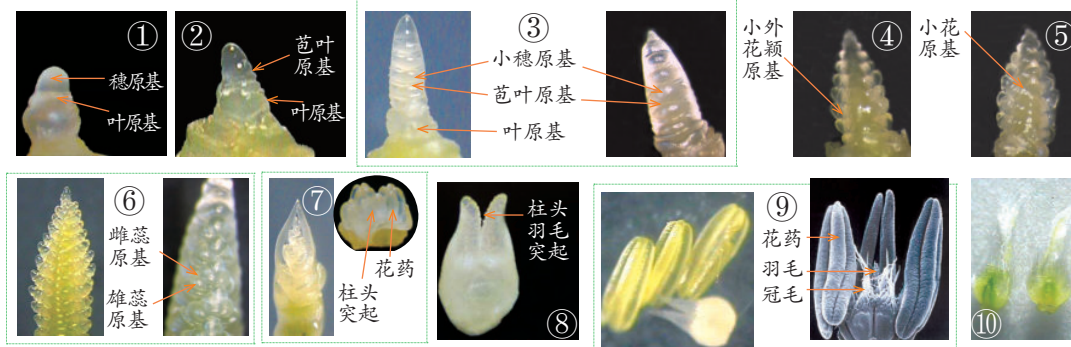 ①
穗原基
叶原基
②
苞叶
原基
叶原基
③
小穗原基
苞叶原基
叶原基
④
小外
花颖
原基
⑤
小花
原基
⑥
雌蕊
原基
雄蕊
原基
⑦
柱头
突起
花药
柱头
羽毛
突起
⑧
⑨
花药
羽毛
冠毛
⑩